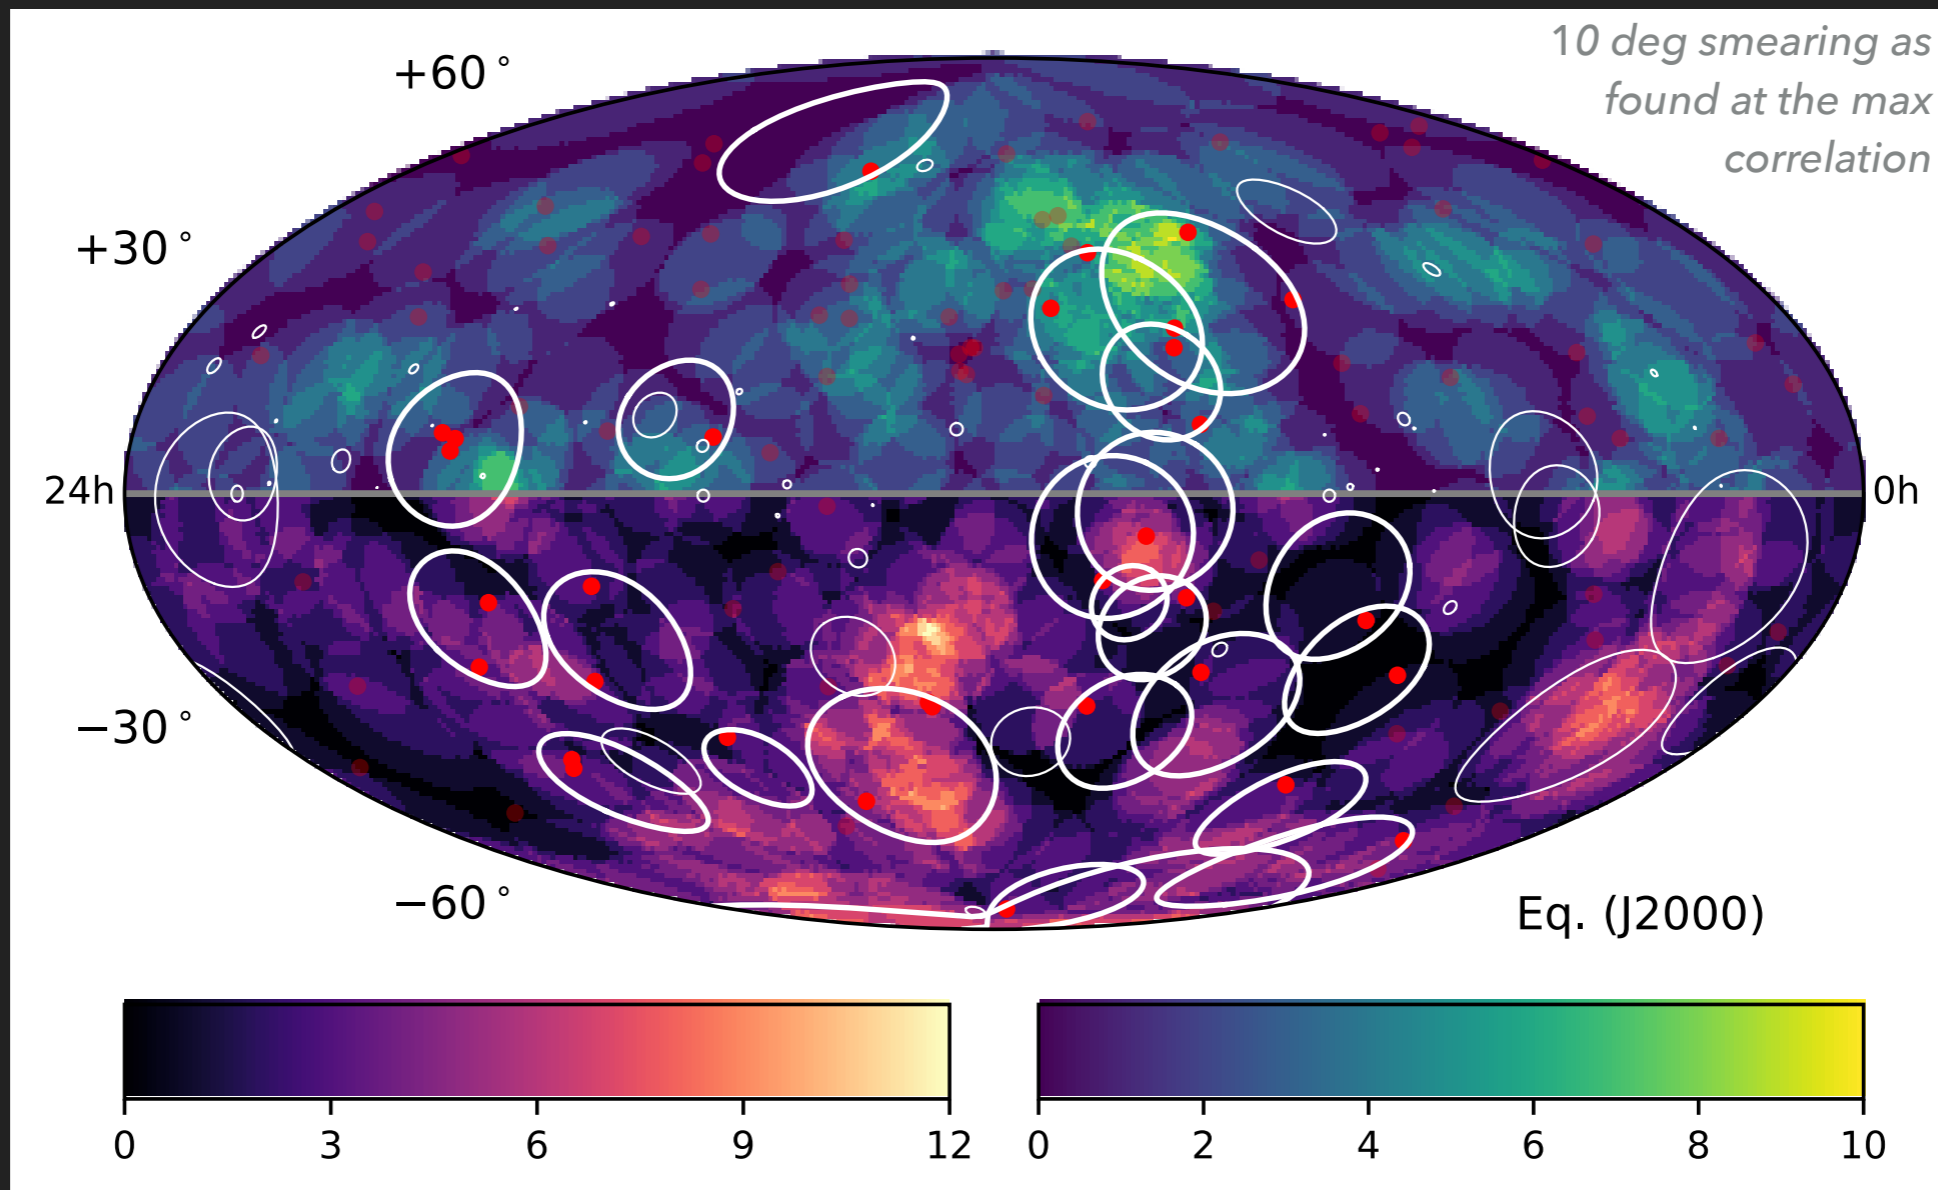 10 deg smearing as
found at the max
correlation
+60°
+30°
24h
0h
−30°
−60°
Eq. (J2000)
0 3 6 9 12
0 2 4 6 8 10